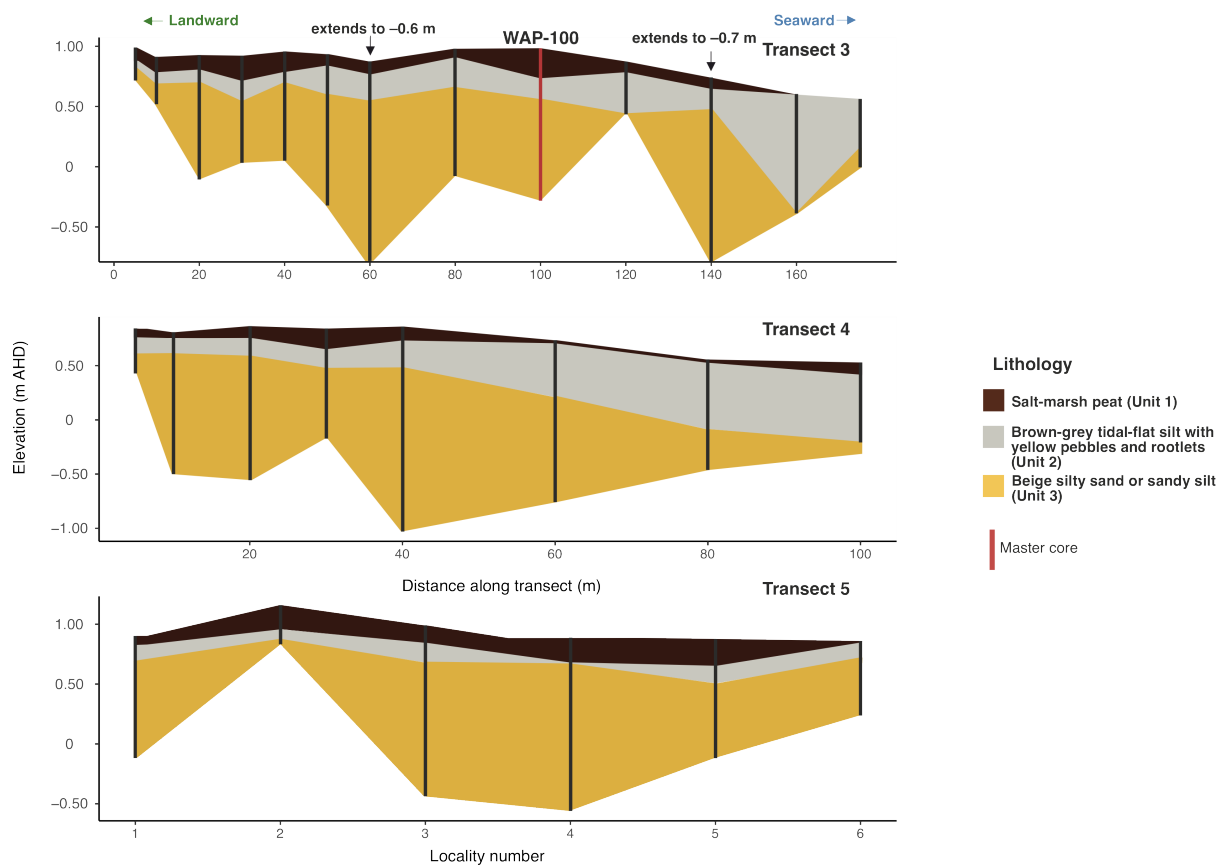 ← Landward
Seaward →
extends to –0.6 m
WAP-100
extends to –0.7 m
Transect 3
1.00
0.50
0
–0.50
0 20 40 60 80 100 120 140 160
Transect 4
0.50
0
–0.50
–1.00
20 40 60 80 100
Distance along transect (m)
Elevation (m AHD)
Transect 5
1.00
0.50
0
–0.50
1 2 3 4 5 6
Locality number
Lithology
Salt-marsh peat (Unit 1)
Brown-grey tidal-flat silt with
yellow pebbles and rootlets
(Unit 2)
Beige silty sand or sandy silt
(Unit 3)
Master core